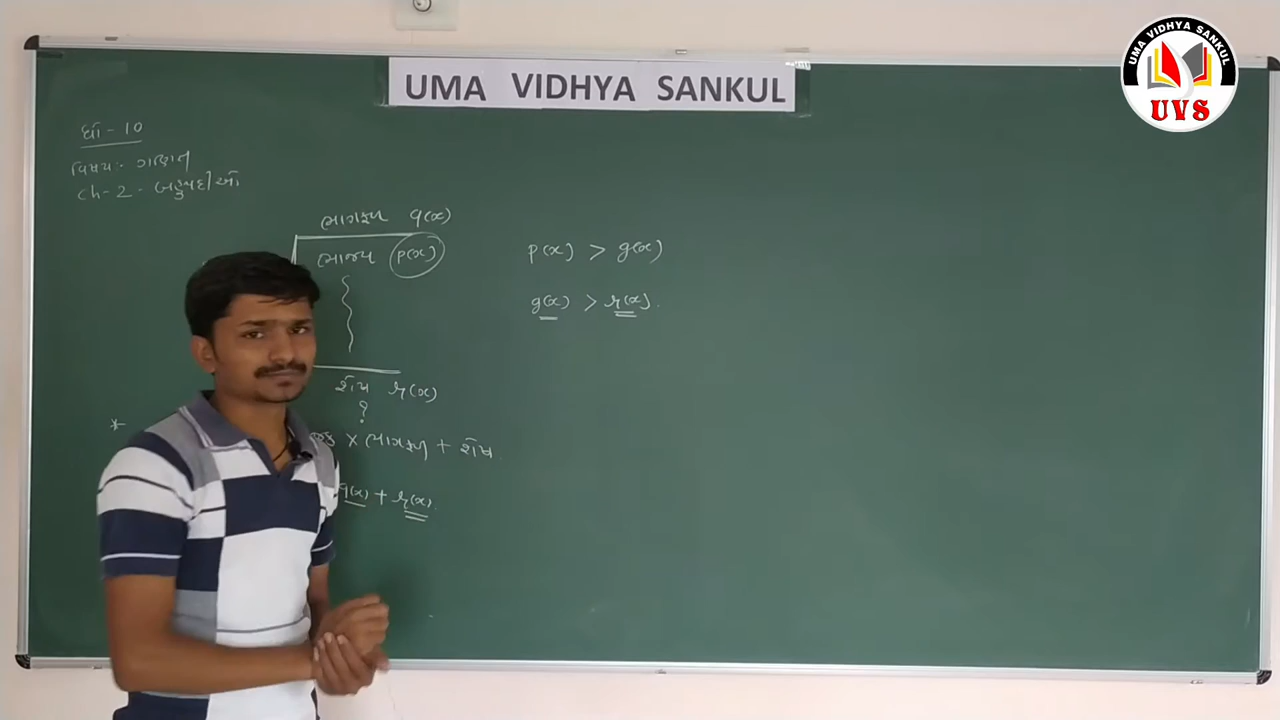 UMA VIDHYA SANKUL
UMA VIDHYA SANKUL
UVS
ધો - 10
વિષય:- ગણિત
ch-2 - બહુપદીઓ
ભાગફળ q(x)
ભાજ્ય p(x)
p(x) > g(x)
g(x) > r(x).
શેષ r(x)
?
* × ભાગફળ + શેષ
q(x) + r(x).